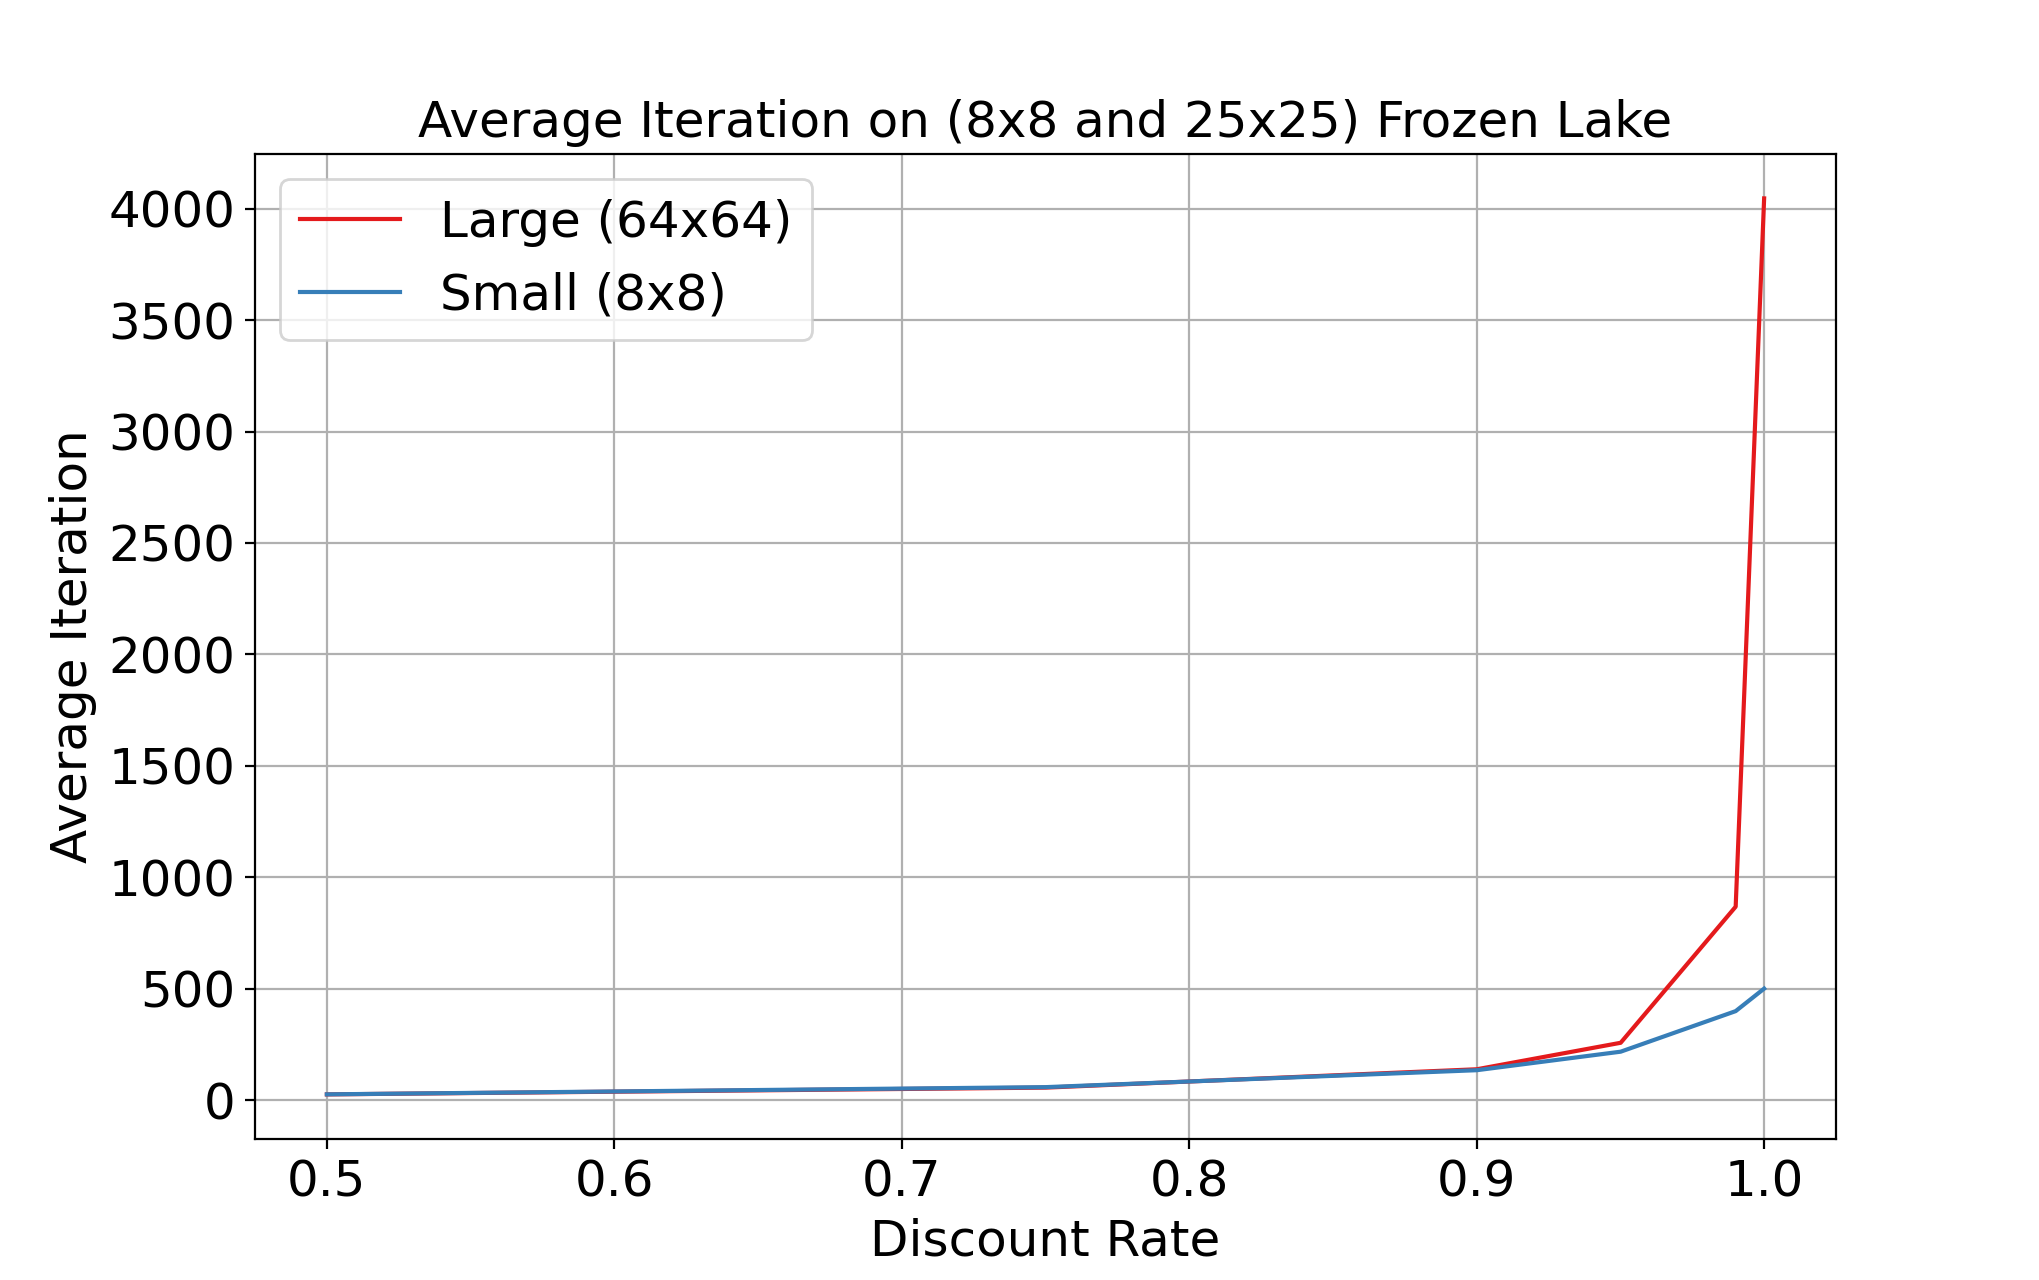 Average Iteration on (8x8 and 25x25) Frozen Lake
Large (64x64)
Small (8x8)
Average Iteration
4000
3500
3000
2500
2000
1500
1000
500
0
0.5 0.6 0.7 0.8 0.9 1.0
Discount Rate